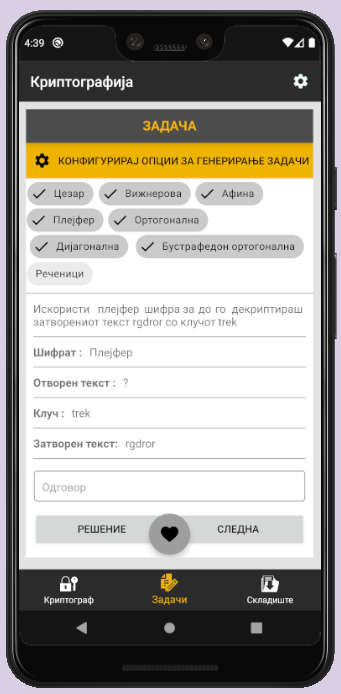 4:39
Криптографија
ЗАДАЧА
КОНФИГУРИРАЈ ОПЦИИ ЗА ГЕНЕРИРАЊЕ ЗАДАЧИ
Цезар Вижнерова Афина
Плејфер Ортогонална
Дијагонална Бустрафедон ортогонална
Реченици
Искористи плејфер шифра за до го декриптираш
затворениот текст rgdror со клучот trek
Шифрат : Плејфер
Отворен текст : ?
Клуч : trek
Затворен текст: rgdror
Одговор
РЕШЕНИЕ СЛЕДНА
Криптограф Задачи Складиште